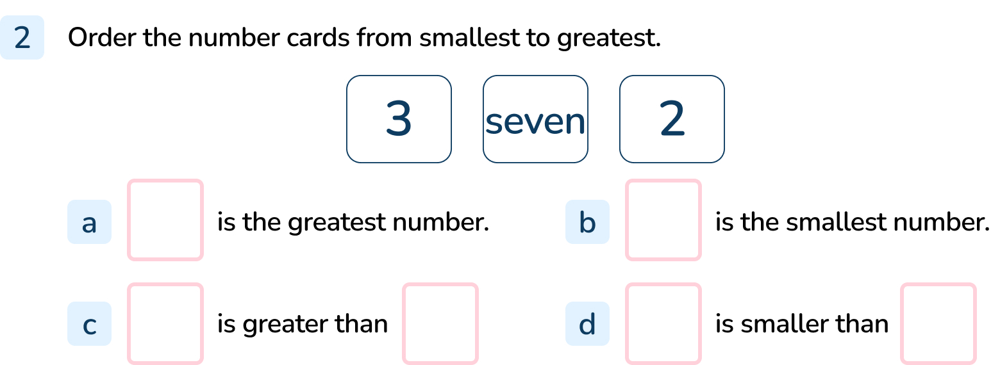 2 Order the number cards from smallest to greatest.
3 seven 2
a is the greatest number. b is the smallest number.
c is greater than d is smaller than